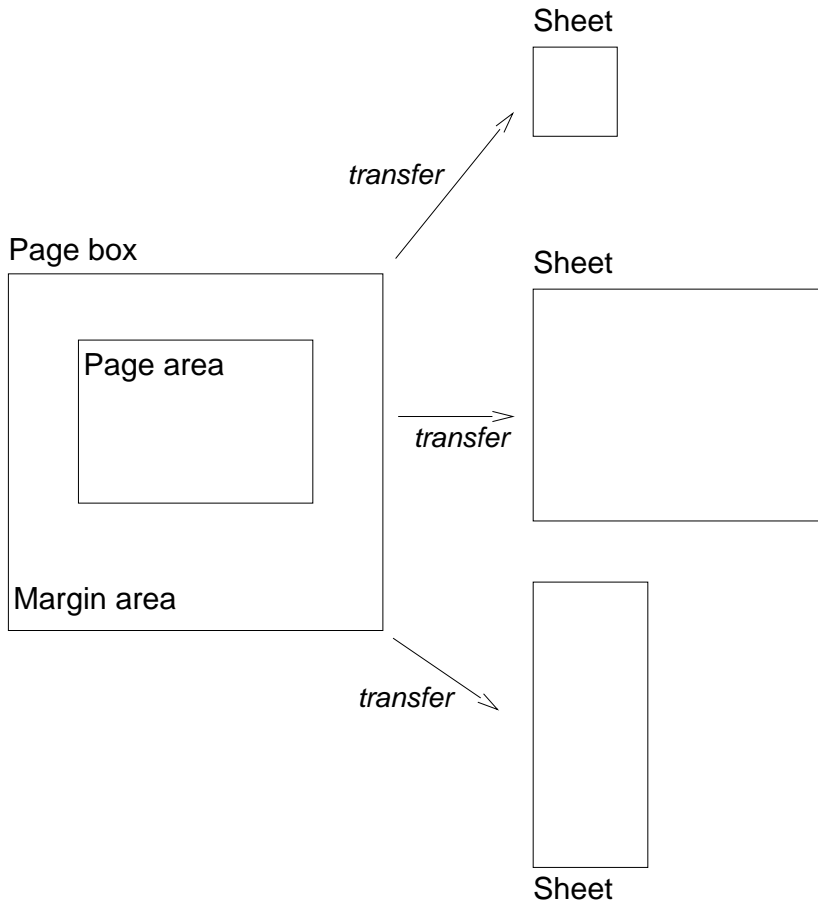 Sheet
transfer
Page box
Sheet
Page area
transfer
Margin area
transfer
Sheet